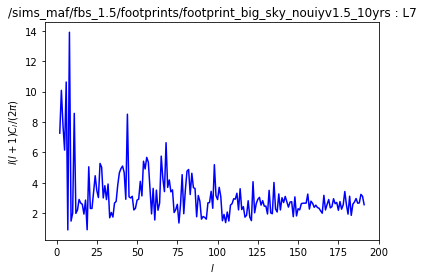 /sims_maf/fbs_1.5/footprints/footprint_big_sky_nouiyv1.5_10yrs : L7
l(l + 1)C_l/(2π)
14
12
10
8
6
4
2
0 25 50 75 100 125 150 175 200
l